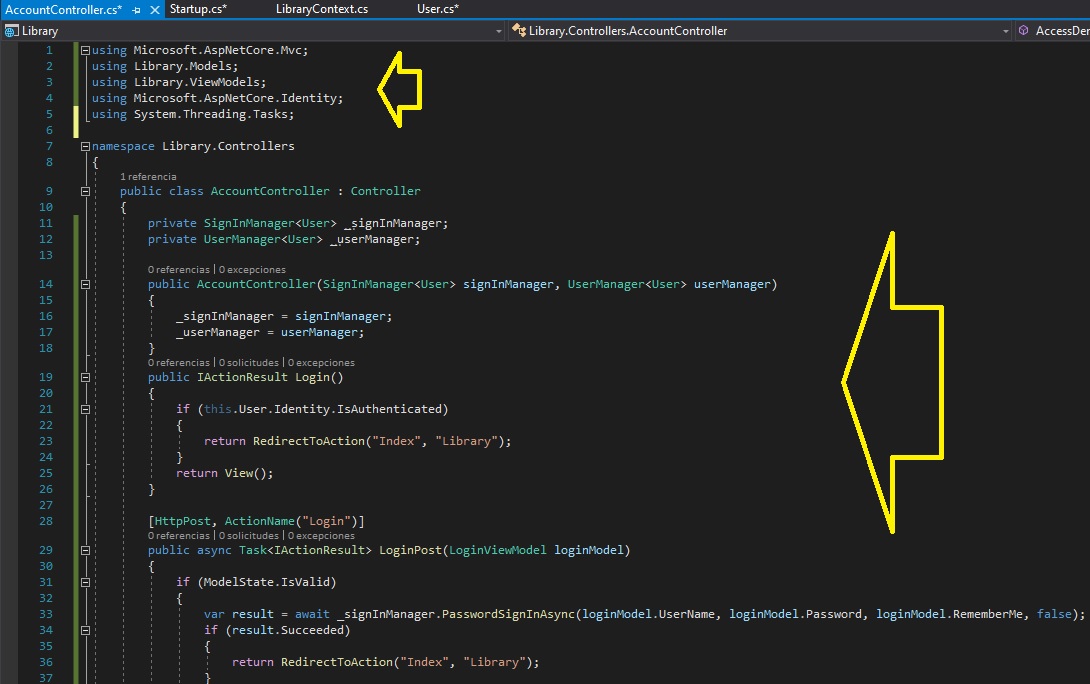 AccountController.cs*
Startup.cs*
LibraryContext.cs
User.cs*
Library
Library.Controllers.AccountController
AccessDer
1 using Microsoft.AspNetCore.Mvc;
2 using Library.Models;
3 using Library.ViewModels;
4 using Microsoft.AspNetCore.Identity;
5 using System.Threading.Tasks;
6
7 namespace Library.Controllers
8 {
1 referencia
9 public class AccountController : Controller
10 {
11 private SignInManager<User> _signInManager;
12 private UserManager<User> _userManager;
13
0 referencias | 0 excepciones
14 public AccountController(SignInManager<User> signInManager, UserManager<User> userManager)
15 {
16 _signInManager = signInManager;
17 _userManager = userManager;
18 }
0 referencias | 0 solicitudes | 0 excepciones
19 public IActionResult Login()
20 {
21 if (this.User.Identity.IsAuthenticated)
22 {
23 return RedirectToAction("Index", "Library");
24 }
25 return View();
26 }
27
28 [HttpPost, ActionName("Login")]
0 referencias | 0 solicitudes | 0 excepciones
29 public async Task<IActionResult> LoginPost(LoginViewModel loginModel)
30 {
31 if (ModelState.IsValid)
32 {
33 var result = await _signInManager.PasswordSignInAsync(loginModel.UserName, loginModel.Password, loginModel.RememberMe, false);
34 if (result.Succeeded)
35 {
36 return RedirectToAction("Index", "Library");
37 }